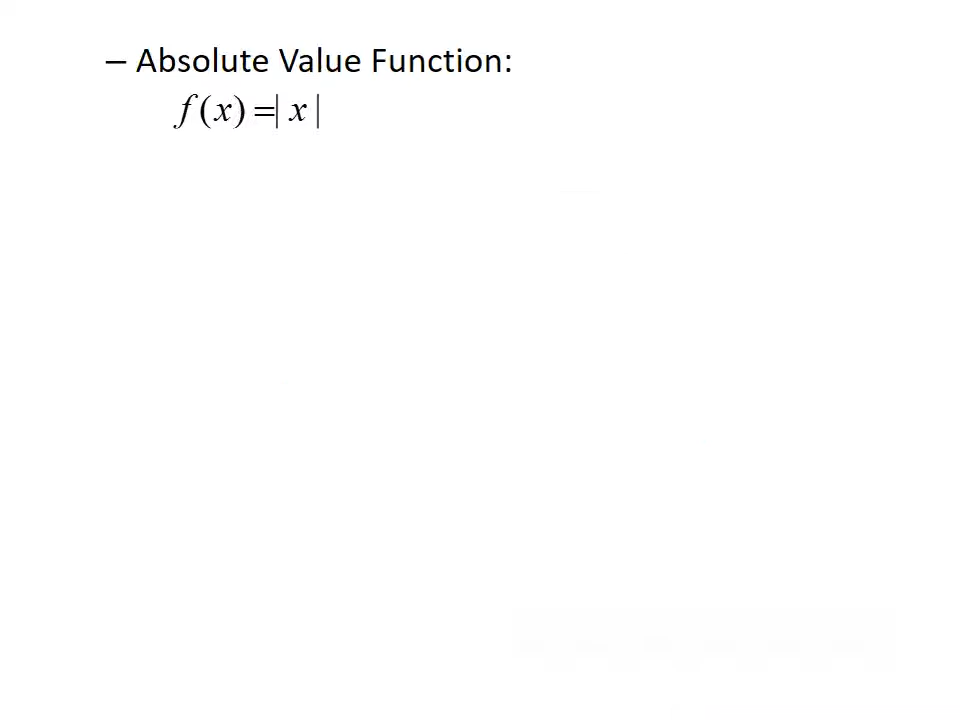 – Absolute Value Function:
f(x)=| x |